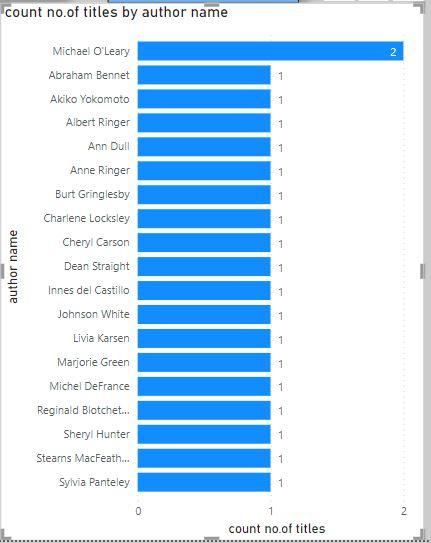 count no.of titles by author name
Michael O'Leary 2
Abraham Bennet 1
Akiko Yokomoto 1
Albert Ringer 1
Ann Dull 1
Anne Ringer 1
Burt Gringlesby 1
Charlene Locksley 1
Cheryl Carson 1
Dean Straight 1
Innes del Castillo 1
Johnson White 1
Livia Karsen 1
Marjorie Green 1
Michel DeFrance 1
Reginald Blotchet... 1
Sheryl Hunter 1
Stearns MacFeath... 1
Sylvia Panteley 1
author name
0 1 2
count no.of titles